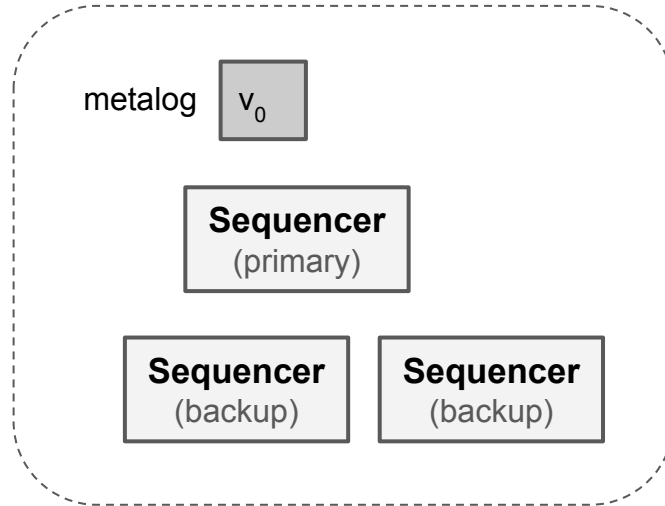 metalog v₀
Sequencer
(primary)
Sequencer Sequencer
(backup) (backup)